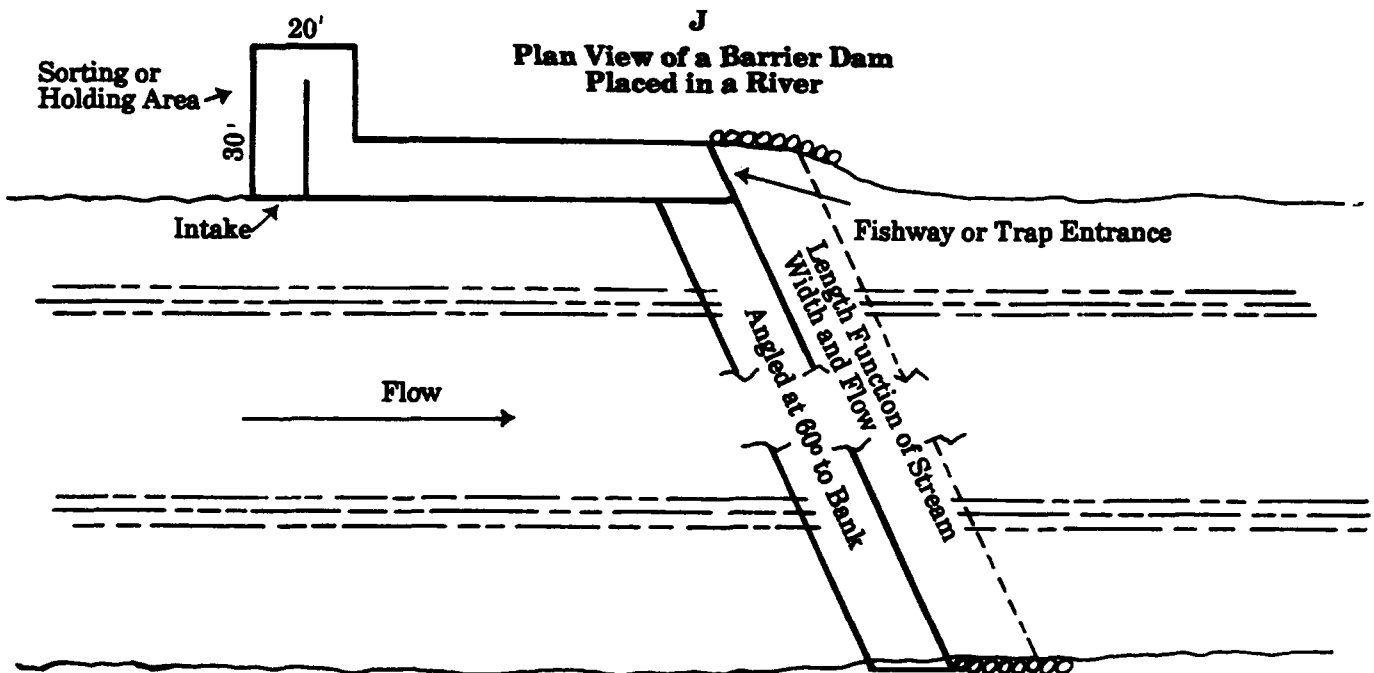 J
Plan View of a Barrier Dam
Placed in a River
20'
Sorting or
Holding Area
30'
Intake
Fishway or Trap Entrance
Length Function of Stream
Width and Flow
Angled at 60° to Bank
Flow